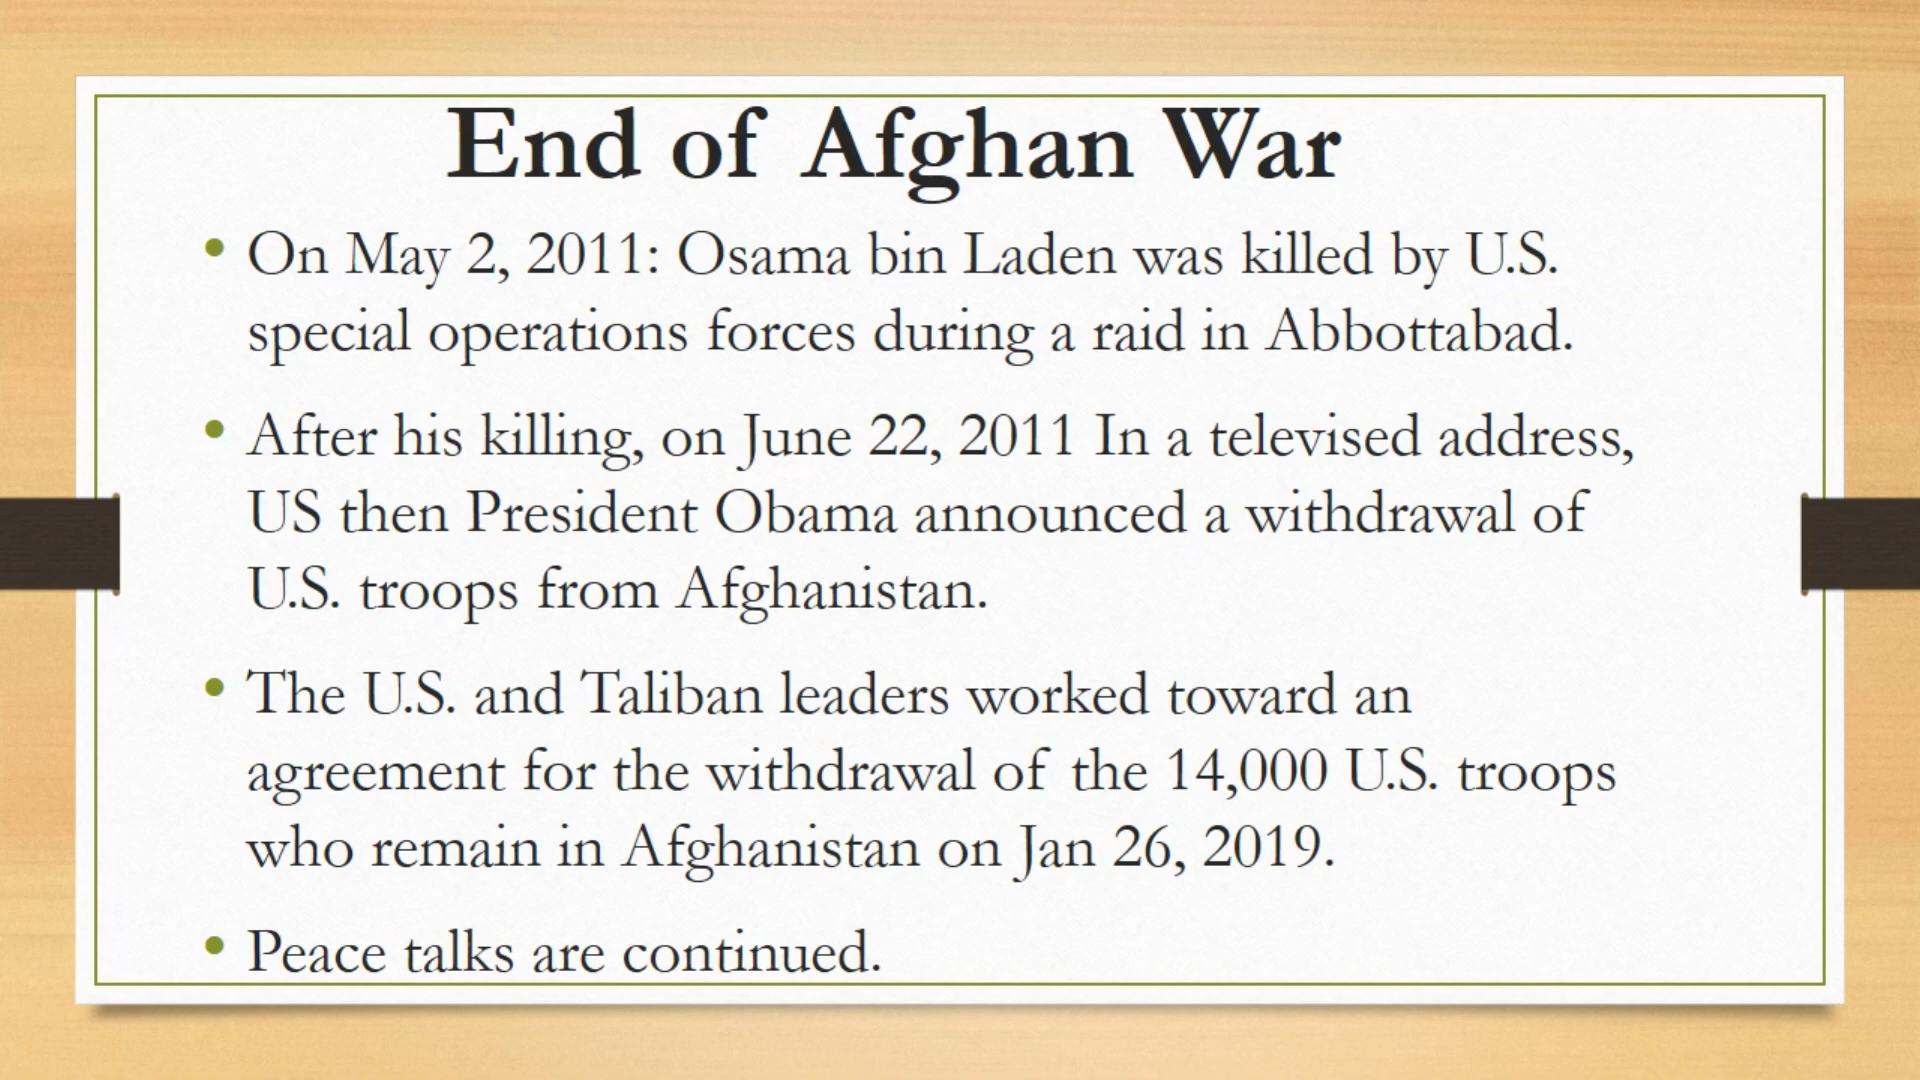 End of Afghan War
• On May 2, 2011: Osama bin Laden was killed by U.S.
special operations forces during a raid in Abbottabad.
• After his killing, on June 22, 2011 In a televised address,
US then President Obama announced a withdrawal of
U.S. troops from Afghanistan.
• The U.S. and Taliban leaders worked toward an
agreement for the withdrawal of the 14,000 U.S. troops
who remain in Afghanistan on Jan 26, 2019.
• Peace talks are continued.